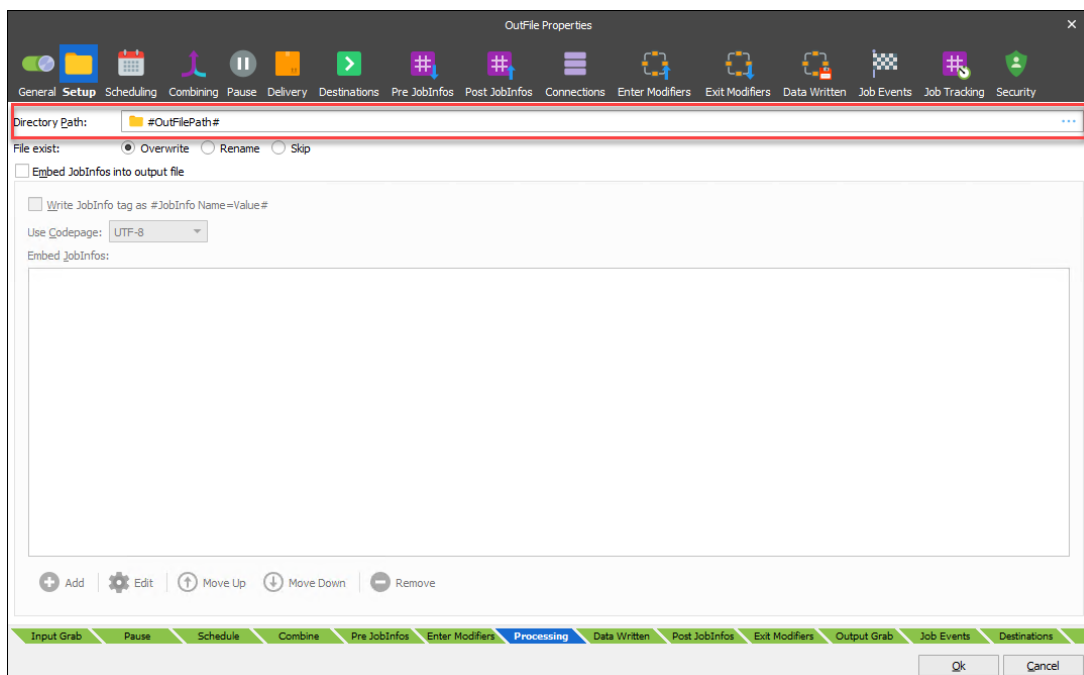 OutFile Properties
General Setup Scheduling Combining Pause Delivery Destinations Pre JobInfos Post JobInfos Connections Enter Modifiers Exit Modifiers Data Written Job Events Job Tracking Security
Directory Path: #OutFilePath#
File exist: Overwrite Rename Skip
Embed JobInfos into output file
Write JobInfo tag as #JobInfo Name=Value#
Use Codepage: UTF-8
Embed JobInfos:
Add Edit Move Up Move Down Remove
Input Grab Pause Schedule Combine Pre JobInfos Enter Modifiers Processing Data Written Post JobInfos Exit Modifiers Output Grab Job Events Destinations
Ok Cancel